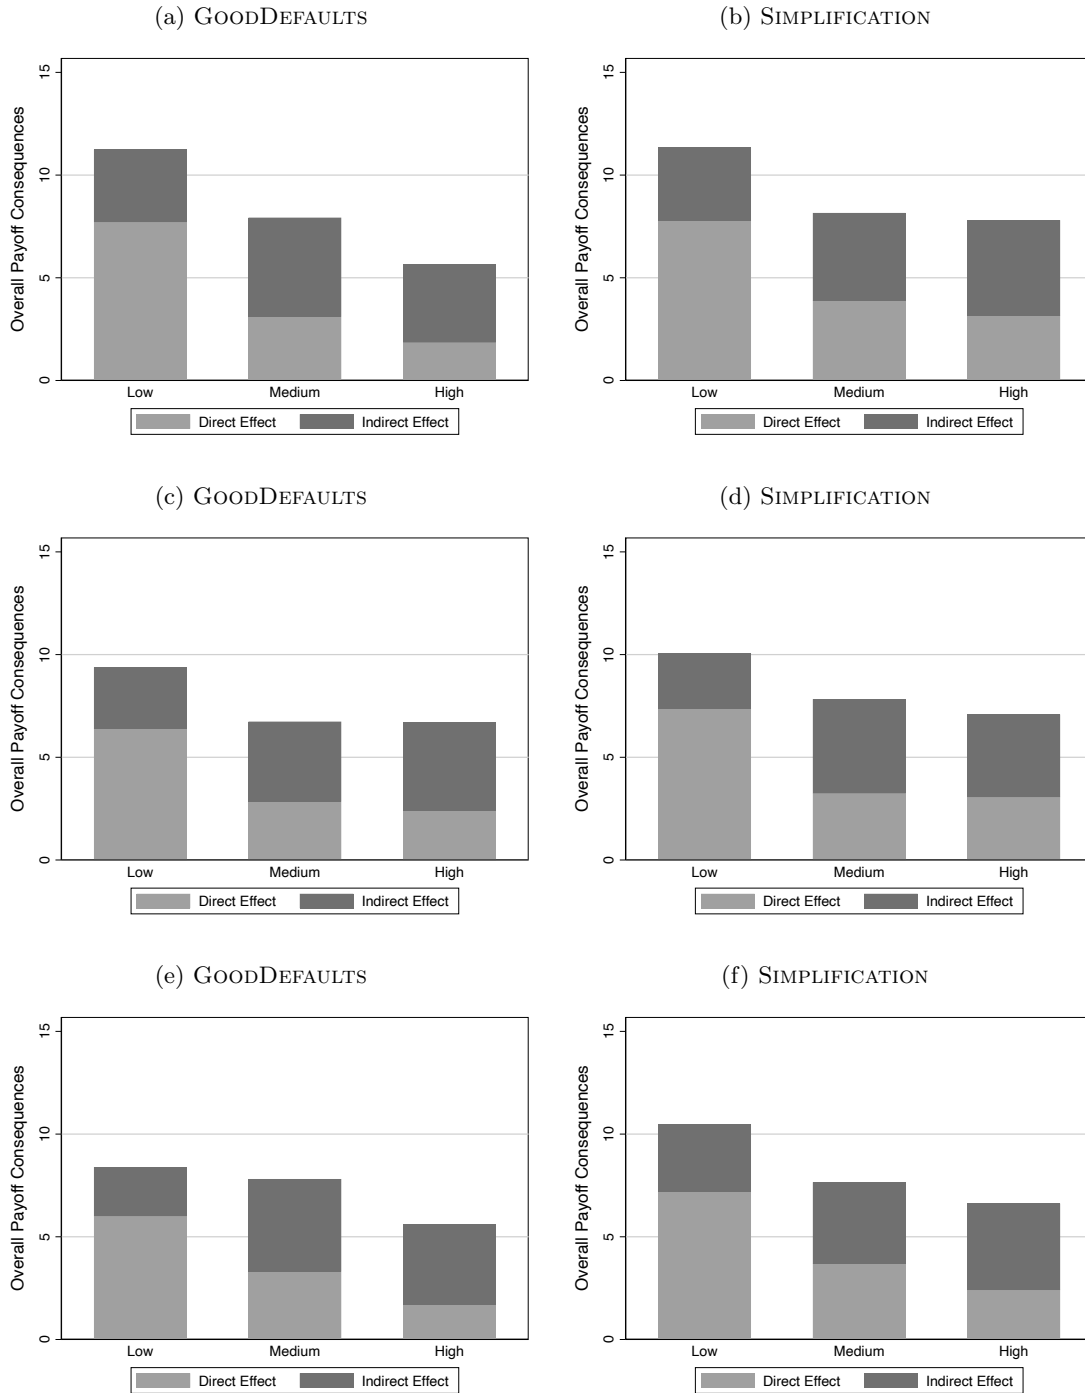 (a) GOODDEFAULTS
Overall Payoff Consequences
15
10
5
0
Low Medium High
Direct Effect Indirect Effect
(b) SIMPLIFICATION
Overall Payoff Consequences
15
10
5
0
Low Medium High
Direct Effect Indirect Effect
(c) GOODDEFAULTS
Overall Payoff Consequences
15
10
5
0
Low Medium High
Direct Effect Indirect Effect
(d) SIMPLIFICATION
Overall Payoff Consequences
15
10
5
0
Low Medium High
Direct Effect Indirect Effect
(e) GOODDEFAULTS
Overall Payoff Consequences
15
10
5
0
Low Medium High
Direct Effect Indirect Effect
(f) SIMPLIFICATION
Overall Payoff Consequences
15
10
5
0
Low Medium High
Direct Effect Indirect Effect